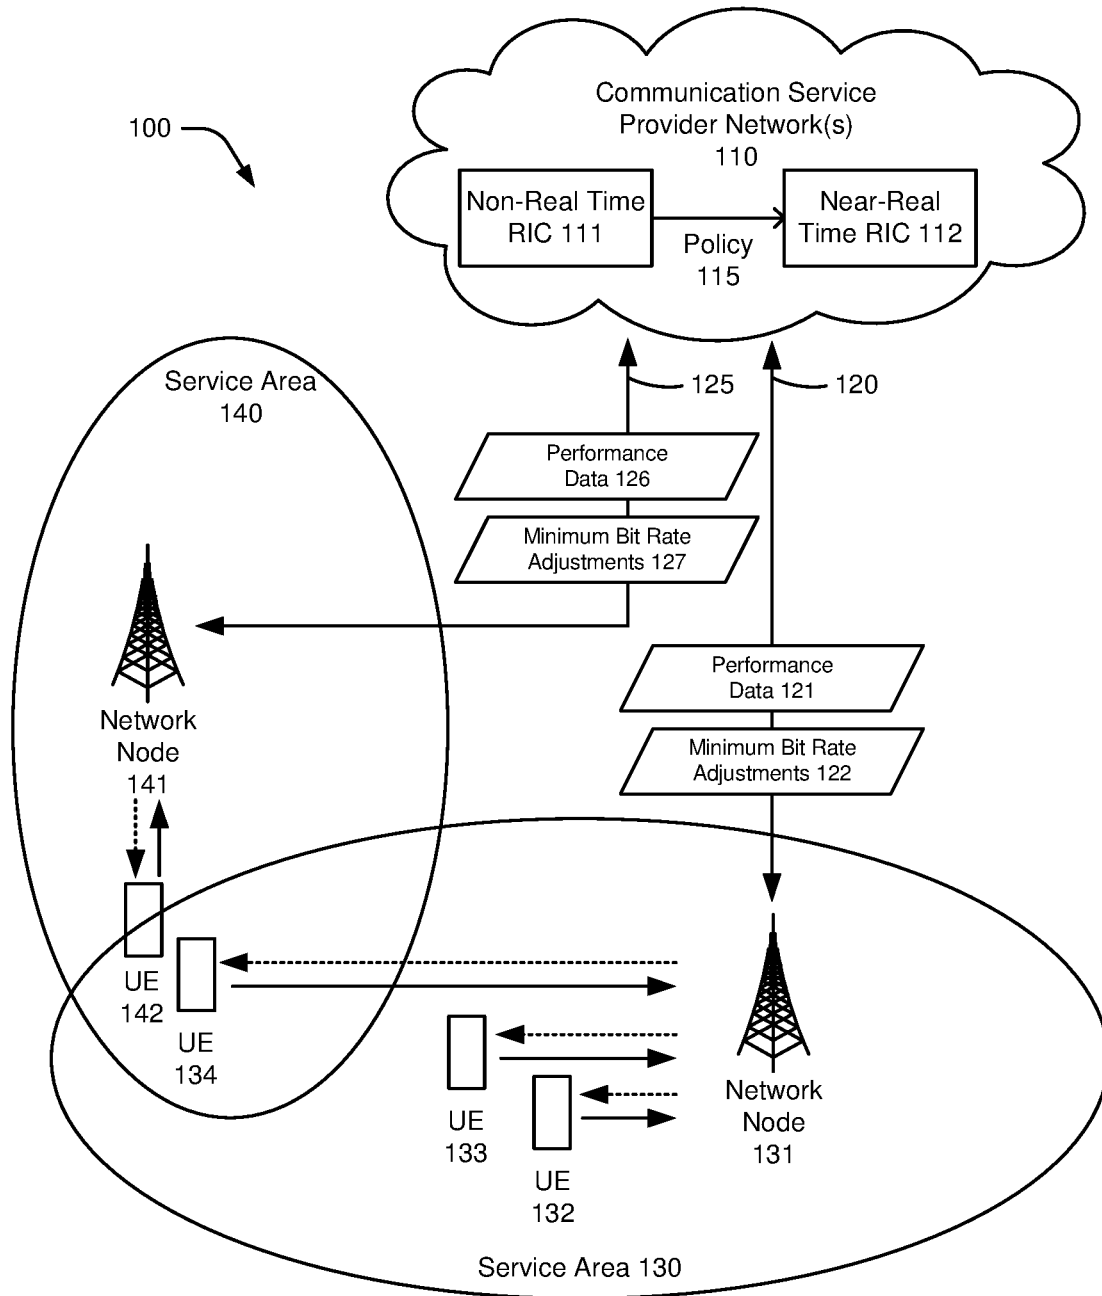 Communication Service
Provider Network(s)
110
100
Non-Real Time
RIC 111
Policy
115
Near-Real
Time RIC 112
125
120
Service Area
140
Performance
Data 126
Minimum Bit Rate
Adjustments 127
Performance
Data 121
Minimum Bit Rate
Adjustments 122
Network
Node
141
UE
142
UE
134
UE
133
UE
132
Network
Node
131
Service Area 130